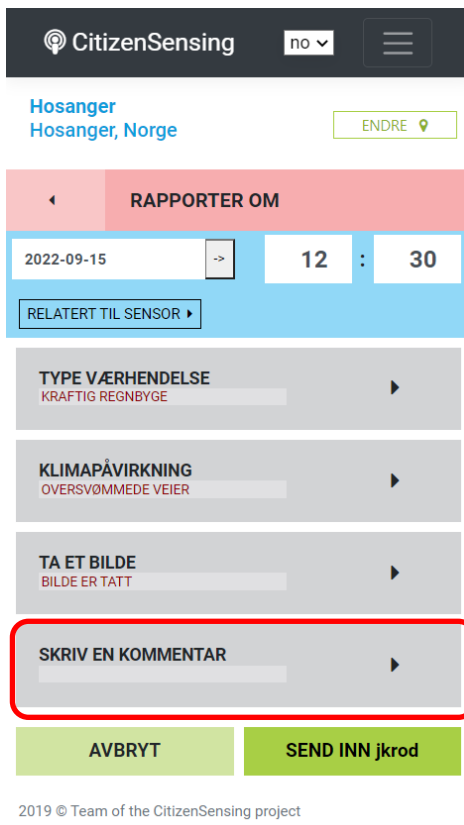 CitizenSensing no
Hosanger
Hosanger, Norge
ENDRE
RAPPORTER OM
2022-09-15 -> 12 : 30
RELATERT TIL SENSOR
TYPE VÆRHENDELSE
KRAFTIG REGNBYGE
KLIMAPÅVIRKNING
OVERSVØMMEDE VEIER
TA ET BILDE
BILDE ER TATT
SKRIV EN KOMMENTAR
AVBRYT SEND INN jkrod
2019 © Team of the CitizenSensing project